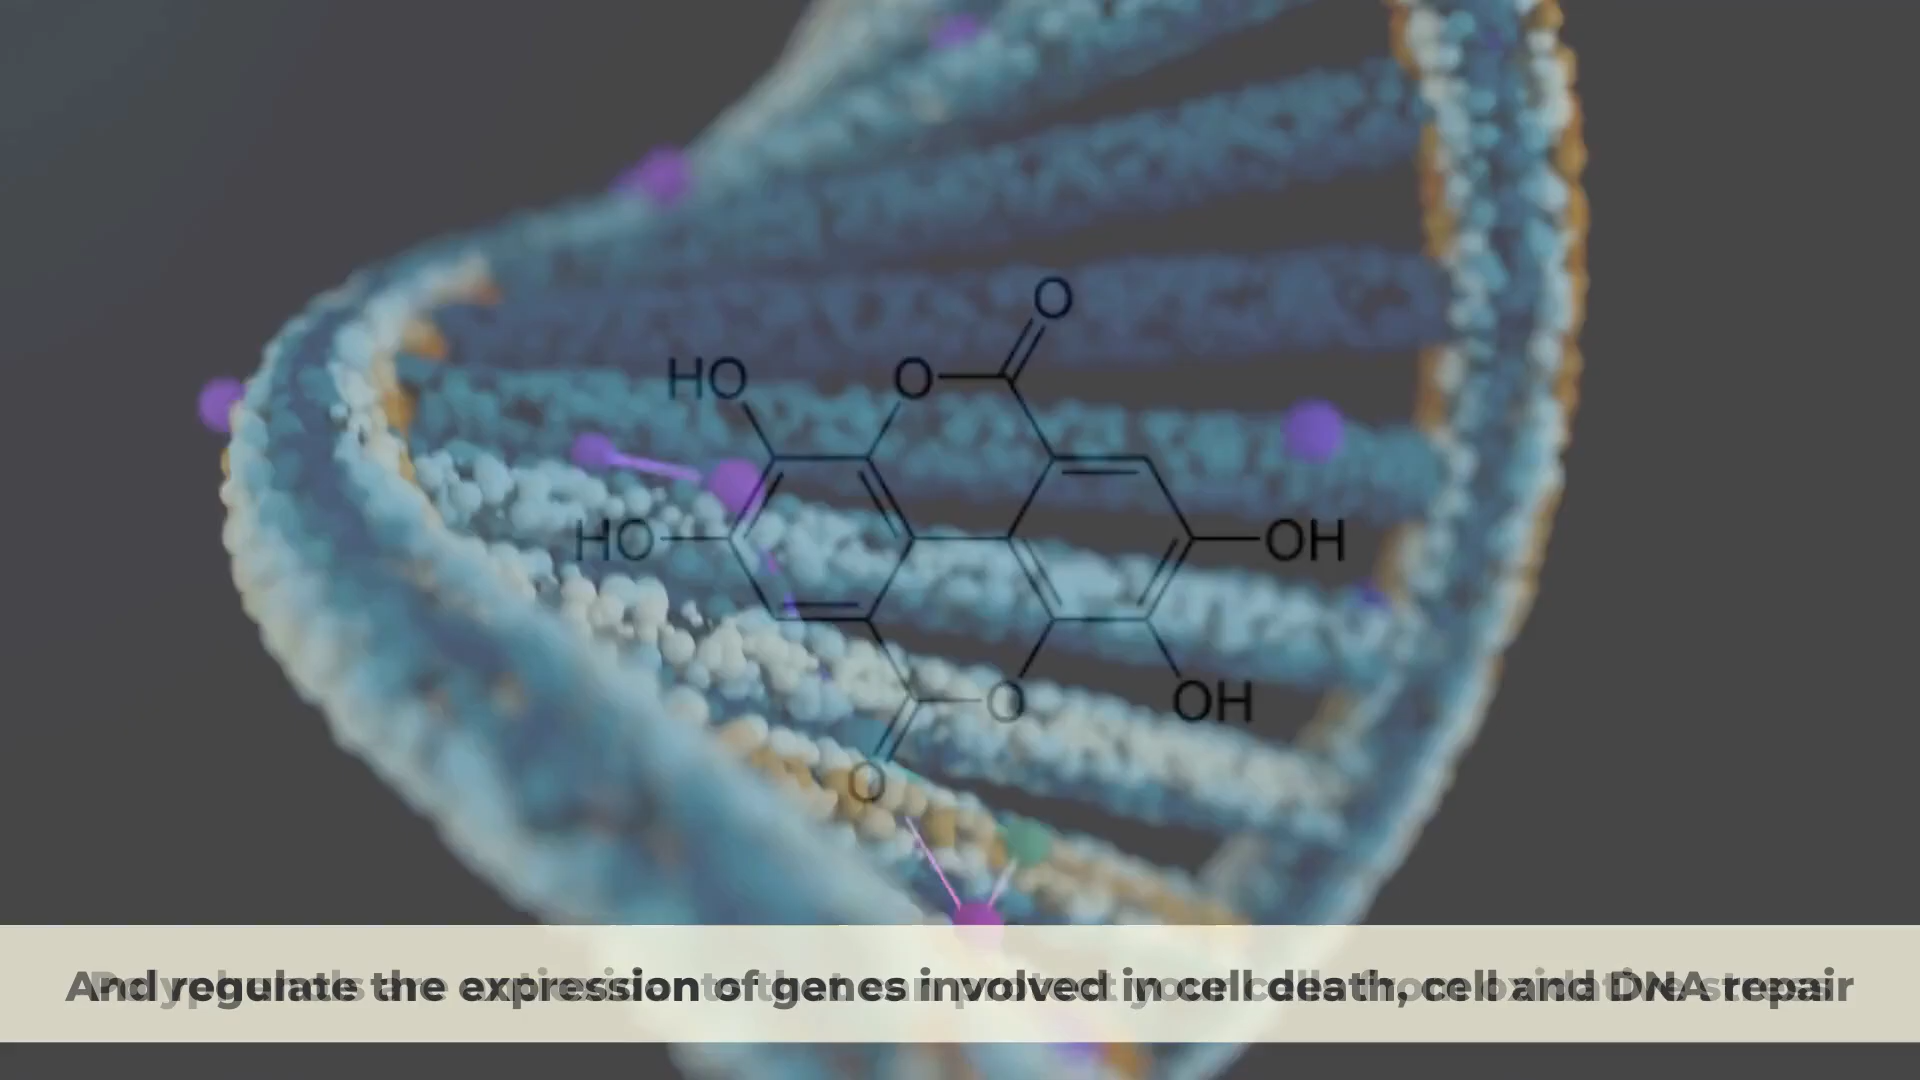 O
HO
O
HO
OH
O
OH
O
And regulate the expression of genes involved in cell death, cell and DNA repair